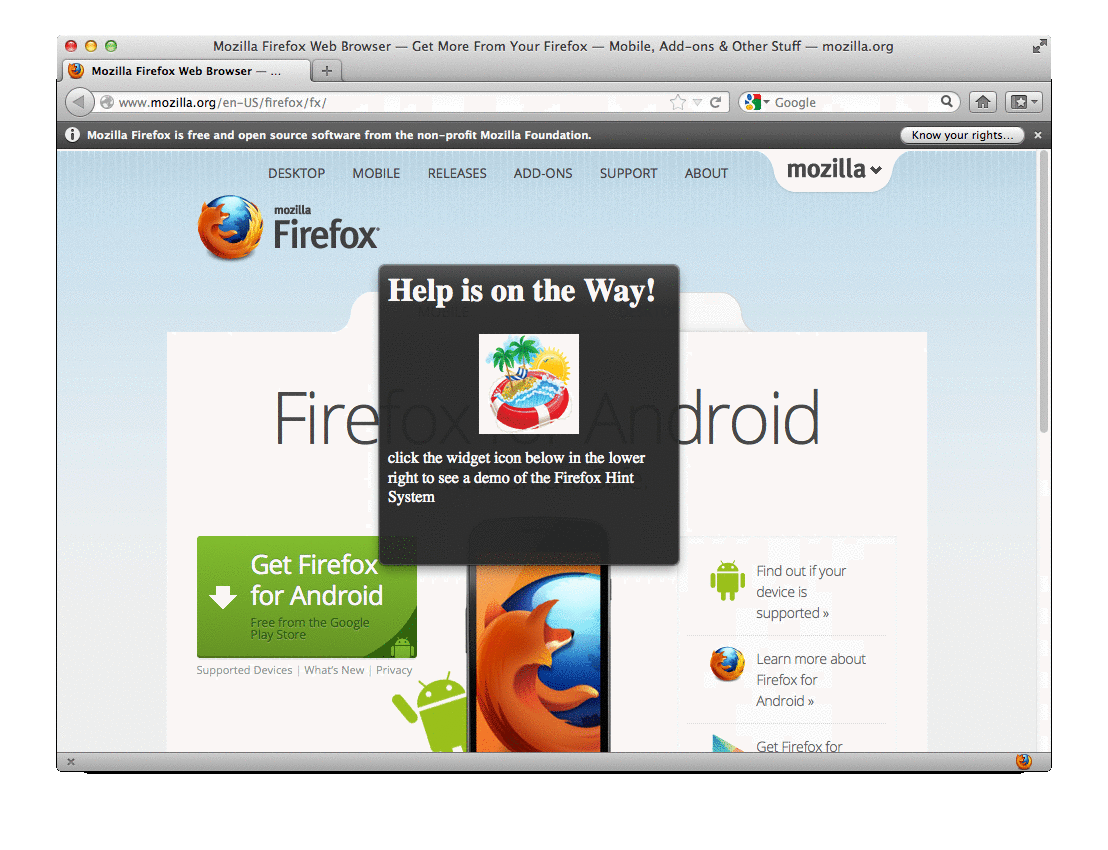 Mozilla Firefox Web Browser — Get More From Your Firefox — Mobile, Add-ons & Other Stuff — mozilla.org
Mozilla Firefox Web Browser — ...
www.mozilla.org/en-US/firefox/fx/
Google
Mozilla Firefox is free and open source software from the non-profit Mozilla Foundation.
Know your rights...
DESKTOP MOBILE RELEASES ADD-ONS SUPPORT ABOUT
mozilla
mozilla
Firefox
Help is on the Way!
MOBILE
Firefox for Android
click the widget icon below in the lower
right to see a demo of the Firefox Hint
System
Get Firefox
for Android
Free from the Google
Play Store
Supported Devices | What's New | Privacy
Find out if your
device is
supported »
Learn more about
Firefox for
Android »
Get Firefox for